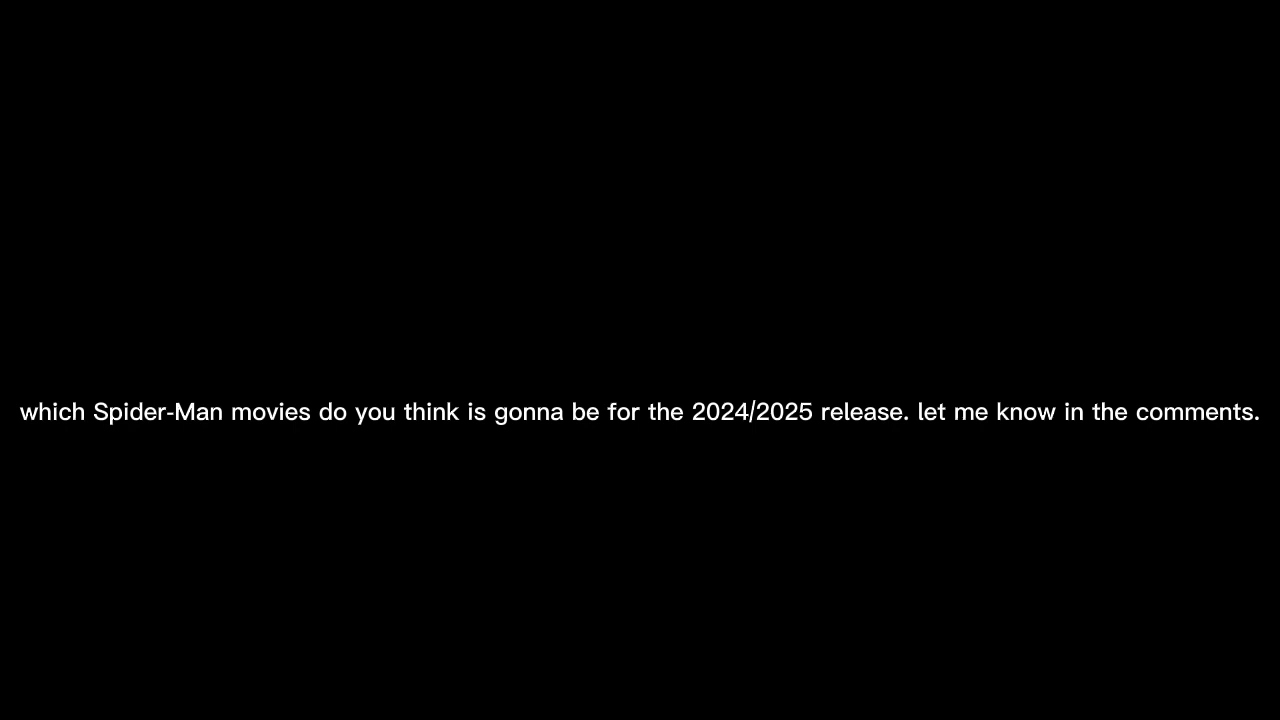 which Spider-Man movies do you think is gonna be for the 2024/2025 release. let me know in the comments.